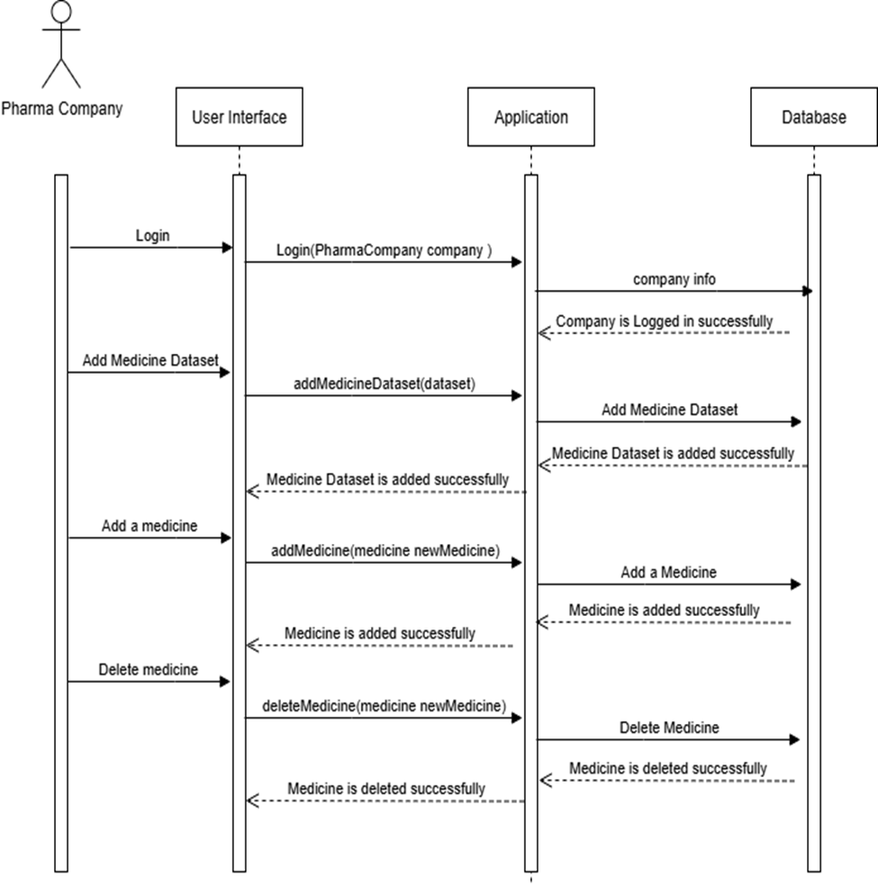 Pharma Company
User Interface
Application
Database
Login
Login(PharmaCompany company )
company info
Company is Logged in successfully
Add Medicine Dataset
addMedicineDataset(dataset)
Add Medicine Dataset
Medicine Dataset is added successfully
Medicine Dataset is added successfully
Add a medicine
addMedicine(medicine newMedicine)
Add a Medicine
Medicine is added successfully
Medicine is added successfully
Delete medicine
deleteMedicine(medicine newMedicine)
Delete Medicine
Medicine is deleted successfully
Medicine is deleted successfully